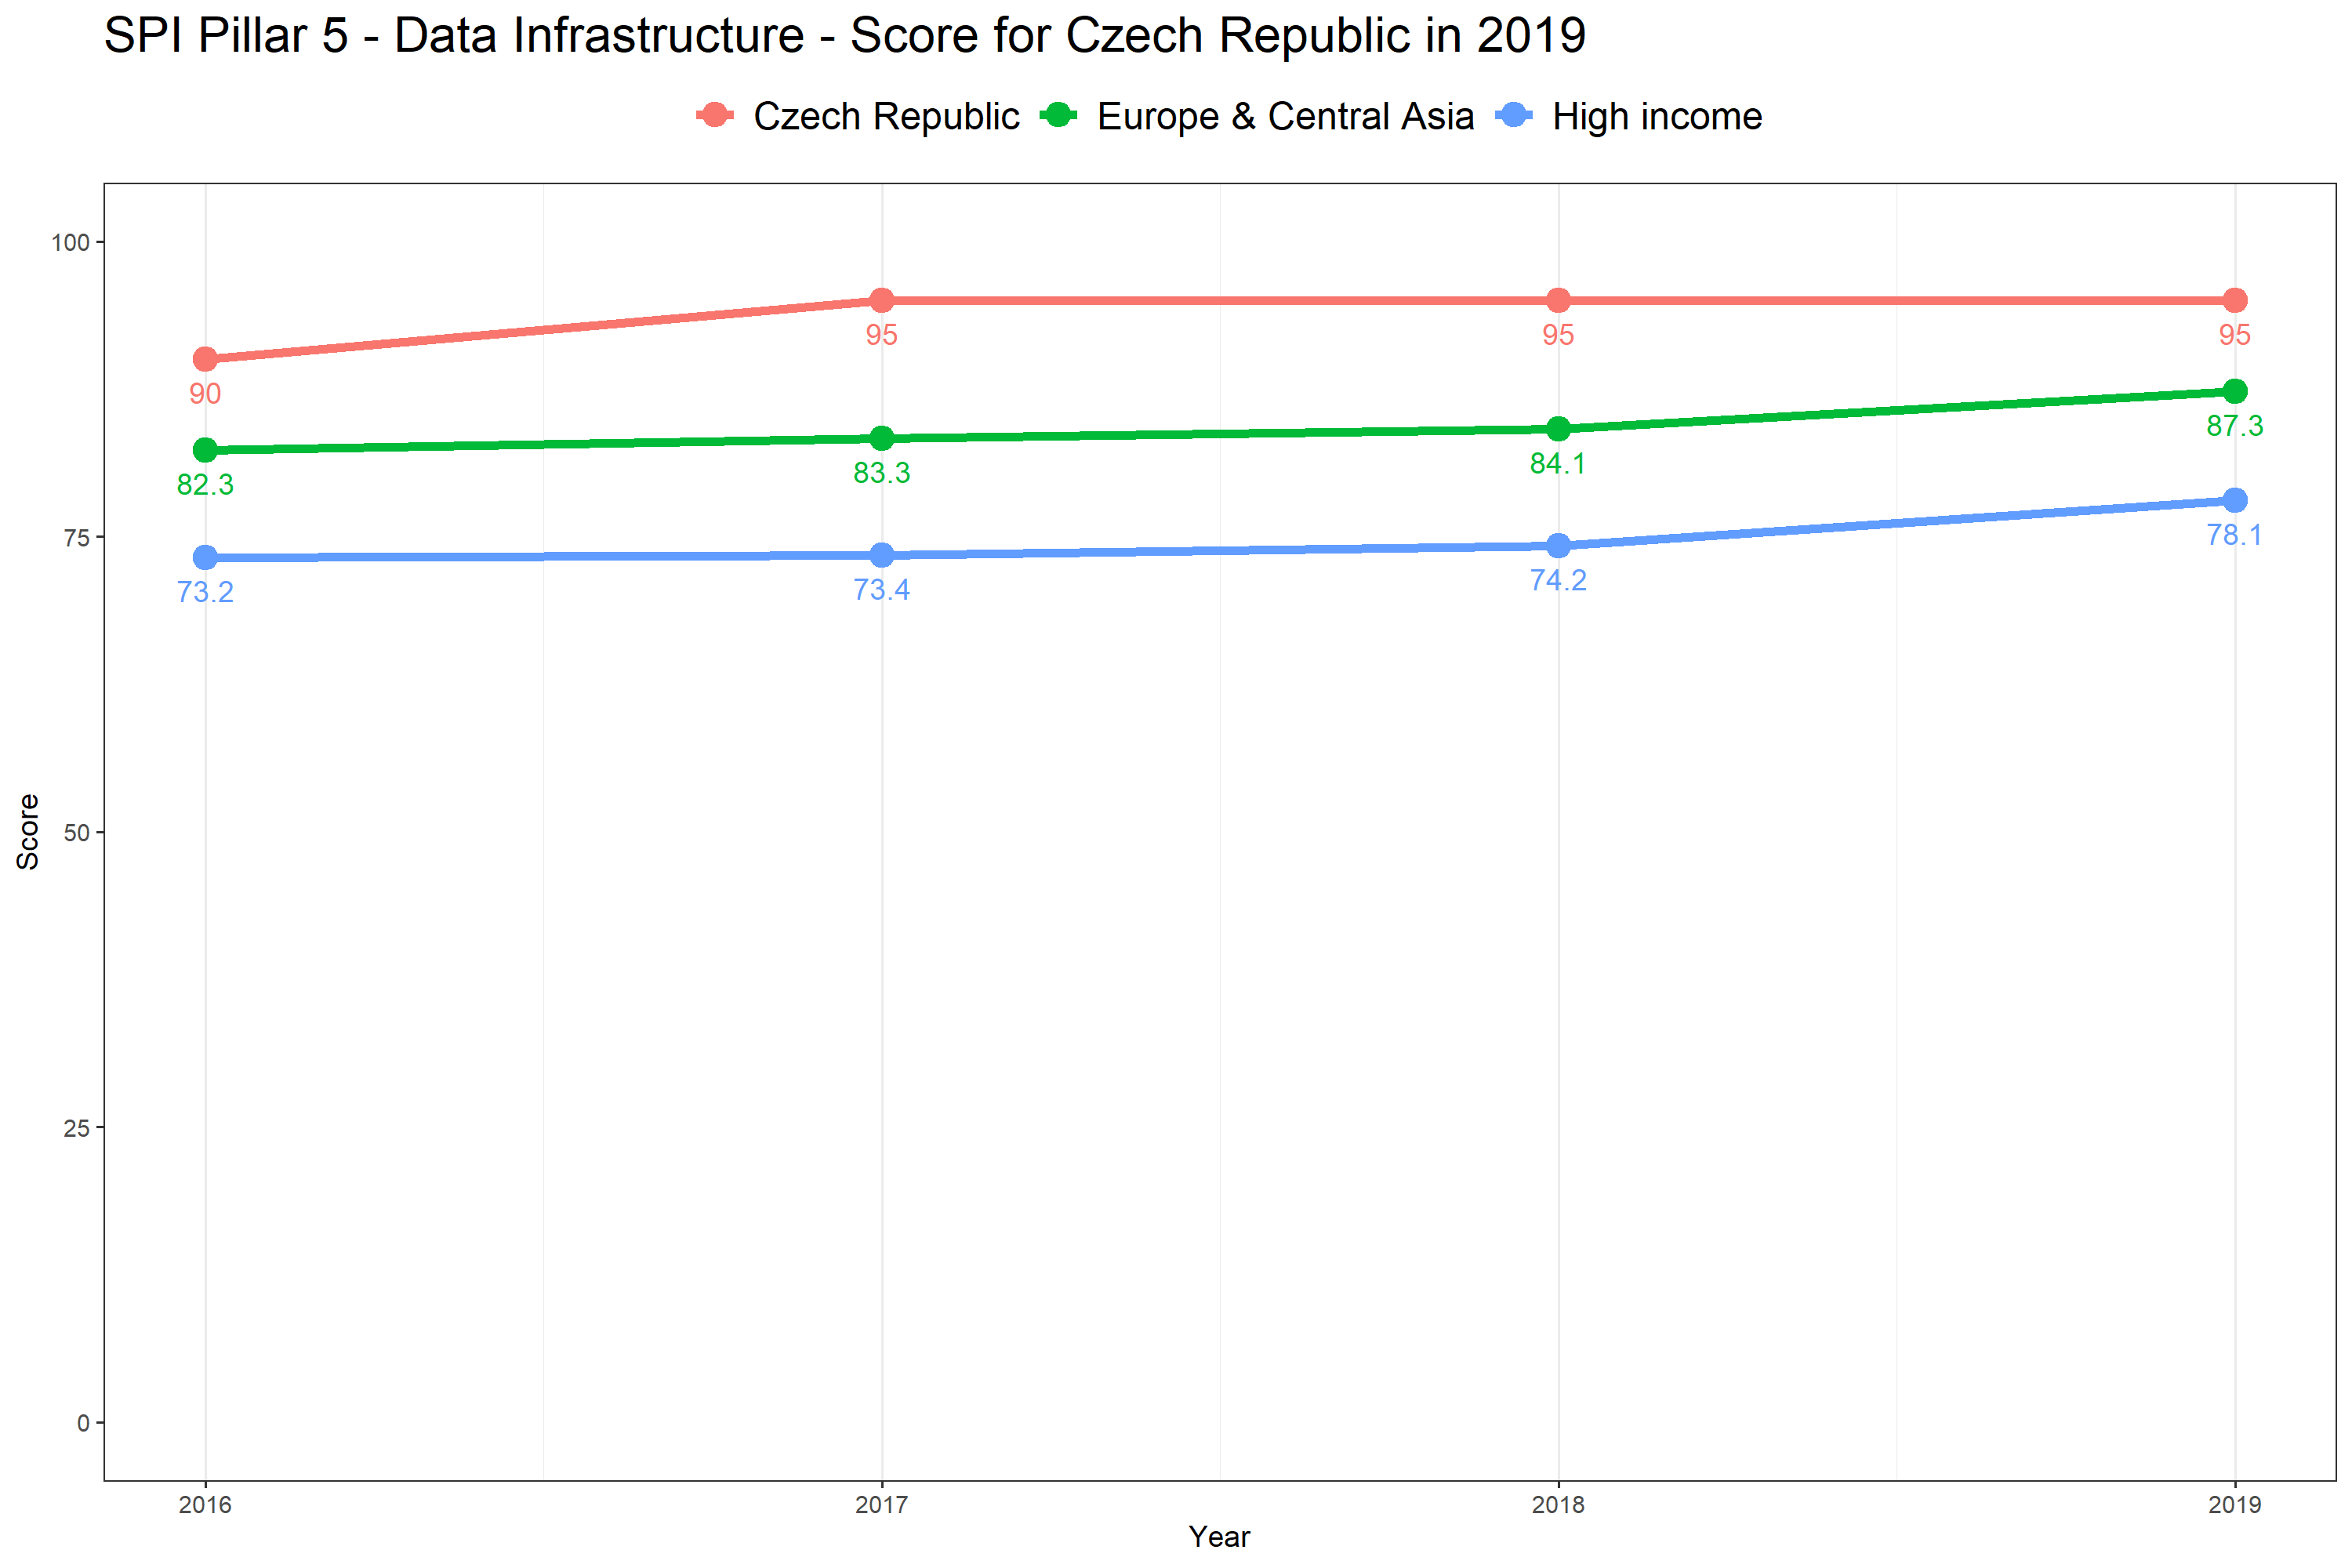 SPI Pillar 5 - Data Infrastructure - Score for Czech Republic in 2019
Czech Republic Europe & Central Asia High income
100
75
50
25
0
Score
90 95 95 95
82.3 83.3 84.1 87.3
73.2 73.4 74.2 78.1
2016 2017 2018 2019
Year